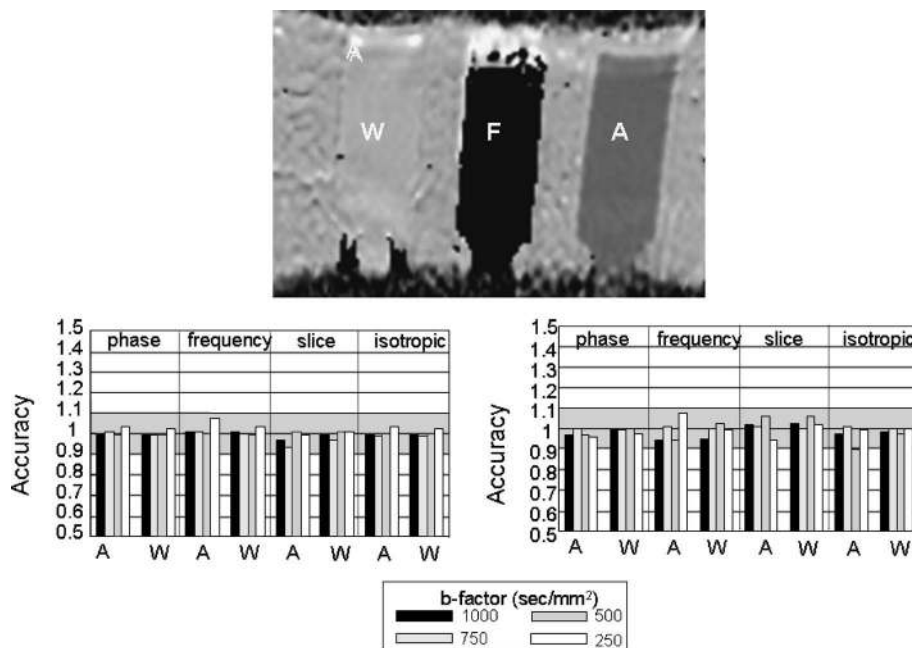 A
W F A
1.5 phase frequency slice isotropic
1.4
1.3
1.2
1.1
1
0.9
0.8
0.7
0.6
0.5
Accuracy
A W A W A W A W
1.5 phase frequency slice isotropic
1.4
1.3
1.2
1.1
1
0.9
0.8
0.7
0.6
0.5
Accuracy
A W A W A W A W
b-factor (sec/mm²)
1000 500
750 250